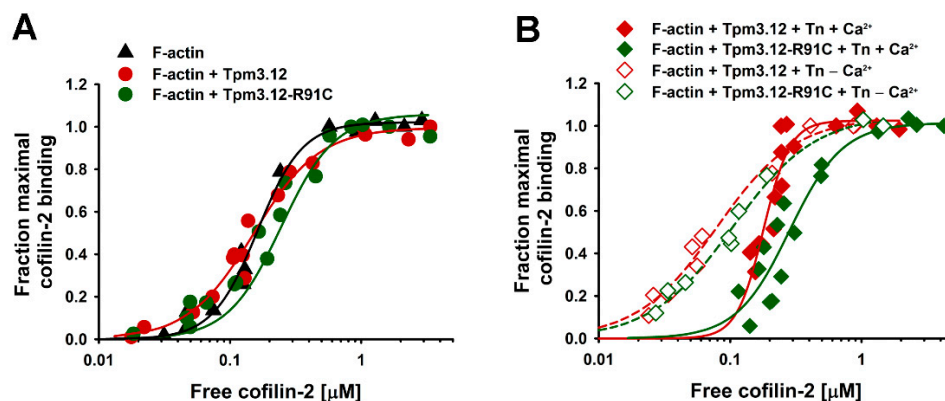 A
F-actin
F-actin + Tpm3.12
F-actin + Tpm3.12-R91C
Fraction maximal
cofilin-2 binding
1.0
0.8
0.6
0.4
0.2
0.0
0.01
0.1
1
Free cofilin-2 [μM]
B
F-actin + Tpm3.12 + Tn + Ca²⁺
F-actin + Tpm3.12-R91C + Tn + Ca²⁺
F-actin + Tpm3.12 + Tn – Ca²⁺
F-actin + Tpm3.12-R91C + Tn – Ca²⁺
Fraction maximal
cofilin-2 binding
1.0
0.8
0.6
0.4
0.2
0.0
0.01
0.1
1
Free cofilin-2 [μM]